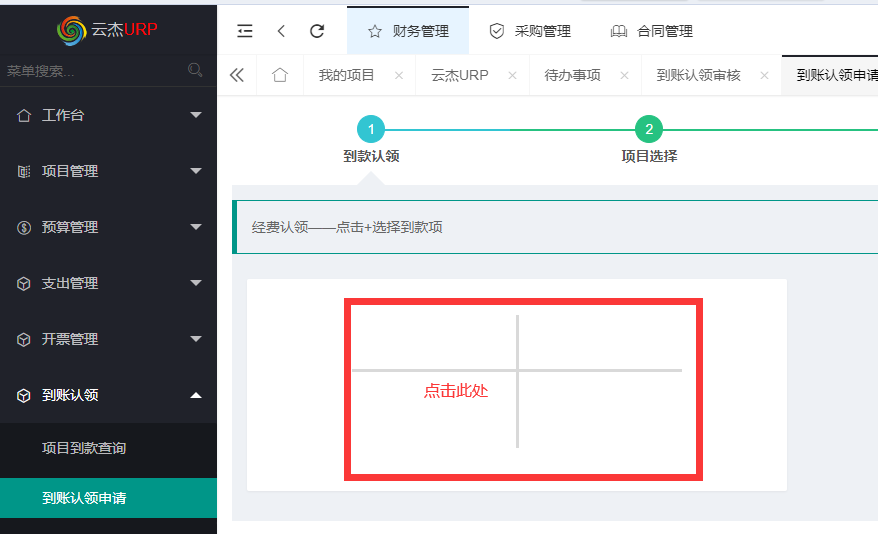 云杰URP
菜单搜索...
工作台
项目管理
预算管理
支出管理
开票管理
到账认领
项目到款查询
到账认领申请
财务管理
采购管理
合同管理
我的项目
云杰URP
待办事项
到账认领审核
到账认领申请
1
到款认领
2
项目选择
经费认领——点击+选择到款项
点击此处